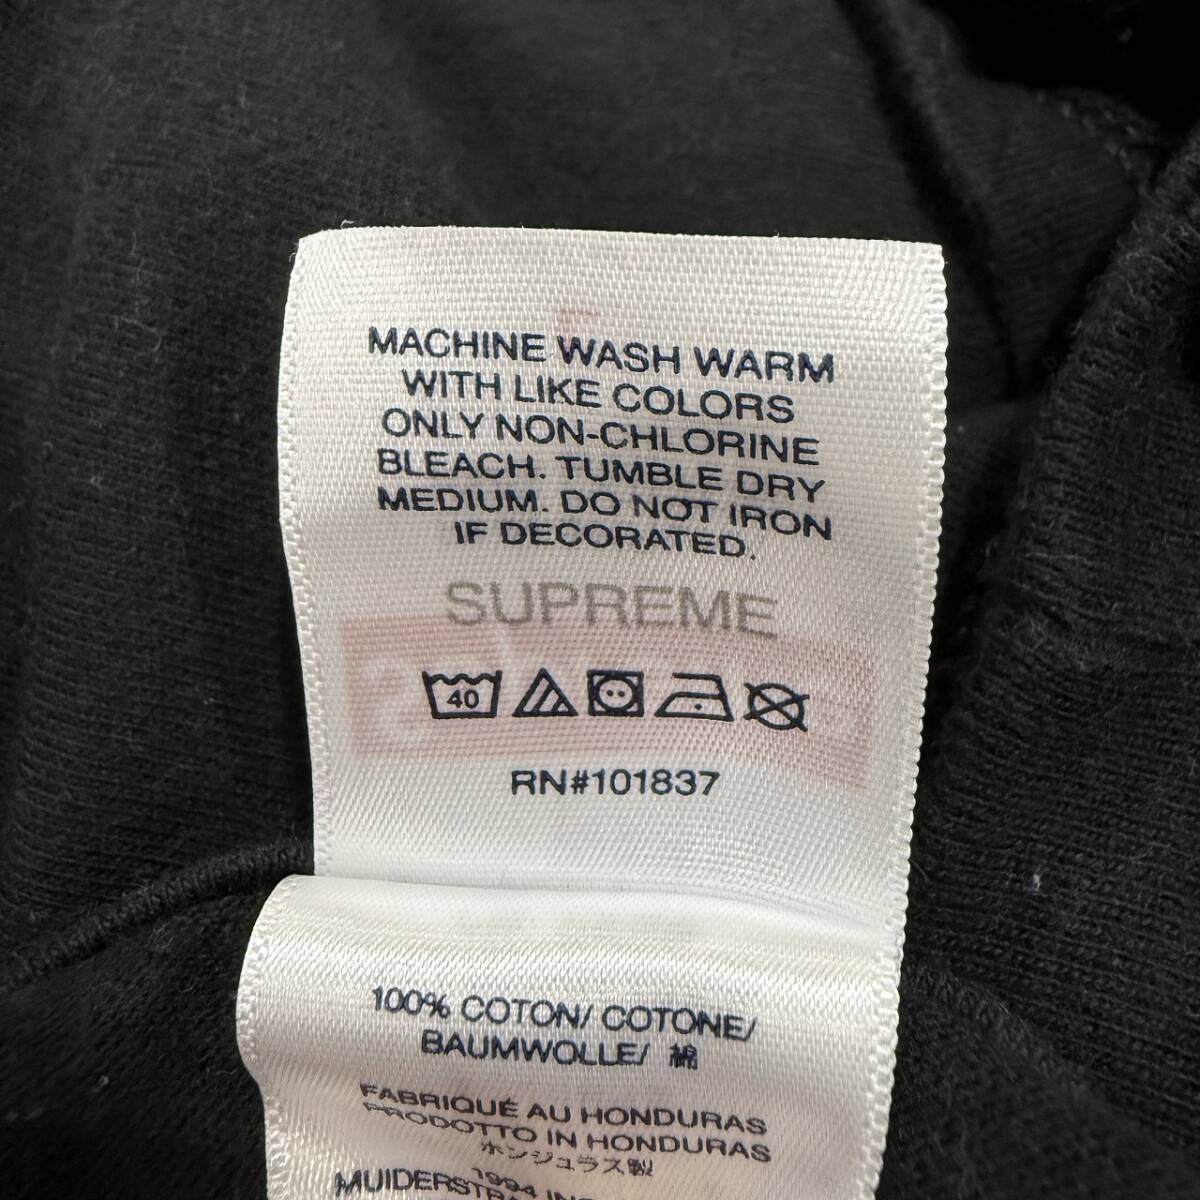 MACHINE WASH WARM
WITH LIKE COLORS
ONLY NON-CHLORINE
BLEACH. TUMBLE DRY
MEDIUM. DO NOT IRON
IF DECORATED.
SUPREME
40
RN#101837
100% COTON/ COTONE/
BAUMWOLLE/ 綿
FABRIQUÉ AU HONDURAS
PRODOTTO IN HONDURAS
ホンジュラス製
1994 INC